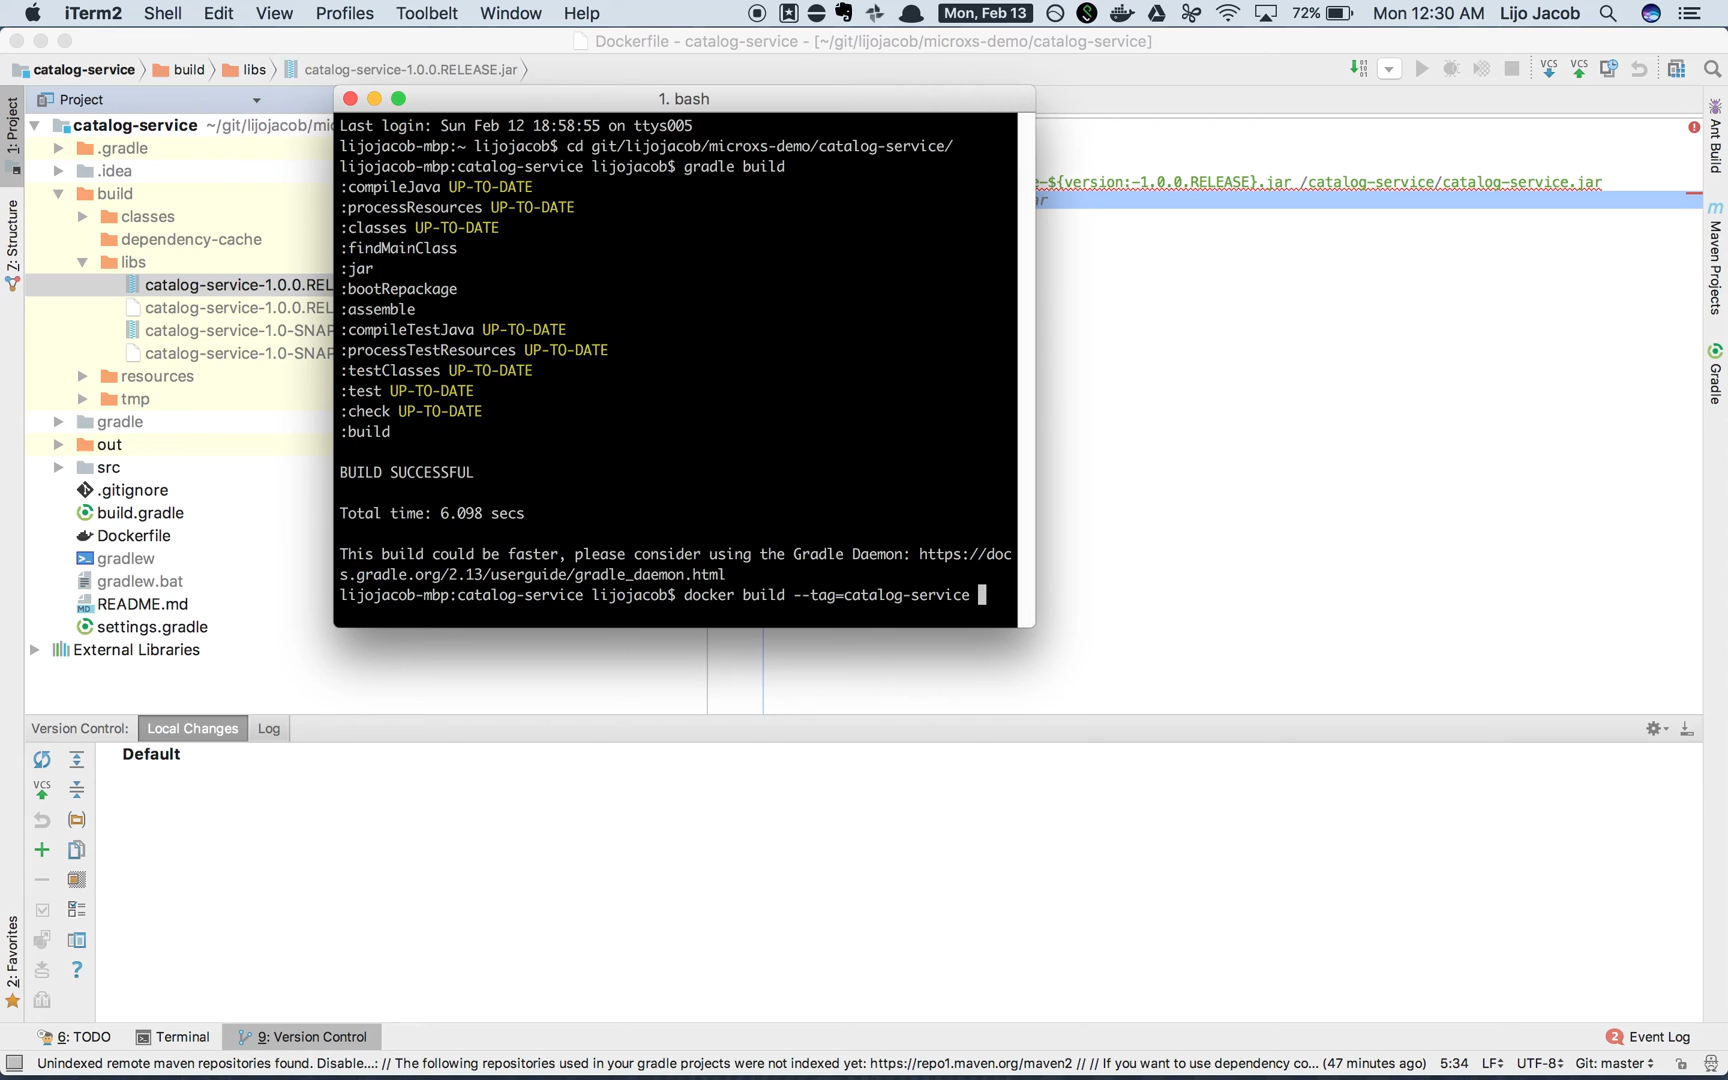 iTerm2 Shell Edit View Profiles Toolbelt Window Help Mon, Feb 13 72% Mon 12:30 AM Lijo Jacob
Dockerfile - catalog-service - [~/git/lijojacob/microxs-demo/catalog-service]
catalog-service build libs catalog-service-1.0.0.RELEASE.jar
VCS VCS
Project
1: Project
Z: Structure
2: Favorites
catalog-service ~/git/lijojacob/mic
.gradle
.idea
build
classes
dependency-cache
libs
catalog-service-1.0.0.REL
catalog-service-1.0.0.REL
catalog-service-1.0-SNAP
catalog-service-1.0-SNAP
resources
tmp
gradle
out
src
.gitignore
build.gradle
Dockerfile
gradlew
gradlew.bat
README.md
settings.gradle
External Libraries
1. bash
Last login: Sun Feb 12 18:58:55 on ttys005
lijojacob-mbp:~ lijojacob$ cd git/lijojacob/microxs-demo/catalog-service/
lijojacob-mbp:catalog-service lijojacob$ gradle build
:compileJava UP-TO-DATE
:processResources UP-TO-DATE
:classes UP-TO-DATE
:findMainClass
:jar
:bootRepackage
:assemble
:compileTestJava UP-TO-DATE
:processTestResources UP-TO-DATE
:testClasses UP-TO-DATE
:test UP-TO-DATE
:check UP-TO-DATE
:build
BUILD SUCCESSFUL
Total time: 6.098 secs
This build could be faster, please consider using the Gradle Daemon: https://doc
s.gradle.org/2.13/userguide/gradle_daemon.html
lijojacob-mbp:catalog-service lijojacob$ docker build --tag=catalog-service
e-${version:-1.0.0.RELEASE}.jar /catalog-service/catalog-service.jar
ar
Ant Build
Maven Projects
Gradle
Version Control: Local Changes Log
Default
VCS
6: TODO Terminal 9: Version Control 2 Event Log
Unindexed remote maven repositories found. Disable...: // The following repositories used in your gradle projects were not indexed yet: https://repo1.maven.org/maven2 // // If you want to use dependency co... (47 minutes ago) 5:34 LF UTF-8 Git: master